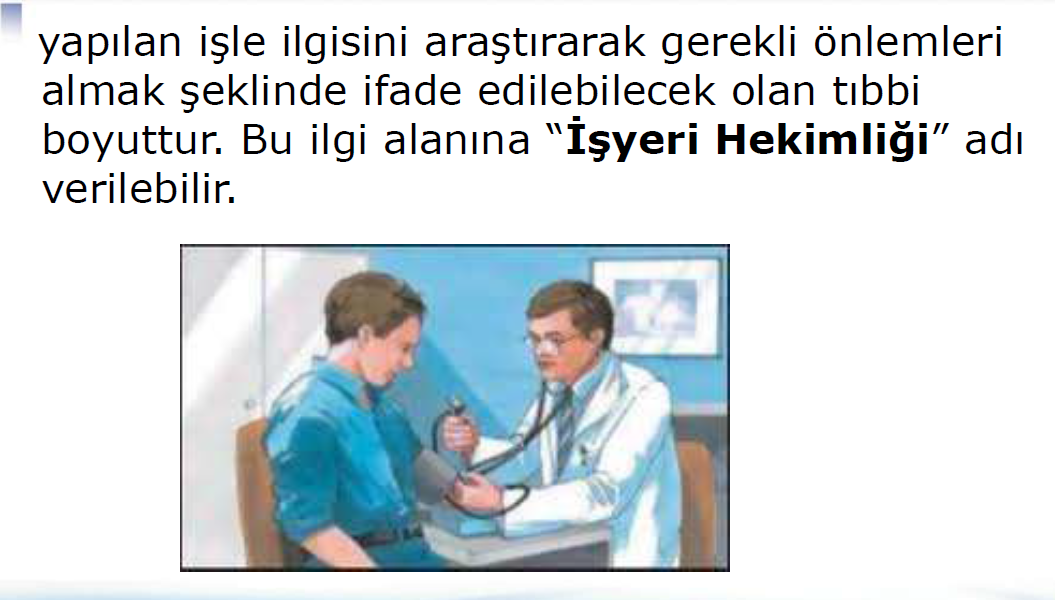 yapılan işle ilgisini araştırarak gerekli önlemleri
almak şeklinde ifade edilebilecek olan tıbbi
boyuttur. Bu ilgi alanına “İşyeri Hekimliği” adı
verilebilir.